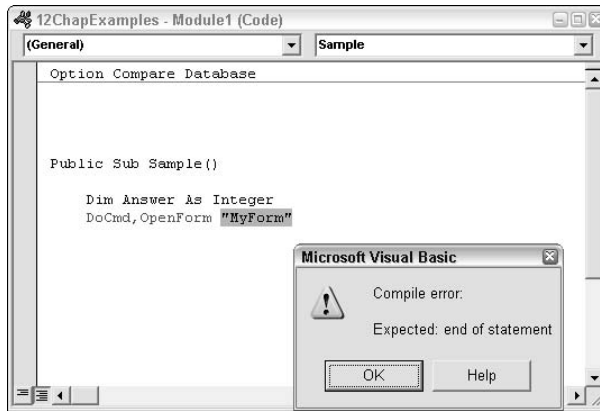 12ChapExamples - Module1 (Code)
(General) Sample
Option Compare Database
Public Sub Sample()
Dim Answer As Integer
DoCmd,OpenForm "MyForm"
Microsoft Visual Basic
Compile error:
Expected: end of statement
OK Help